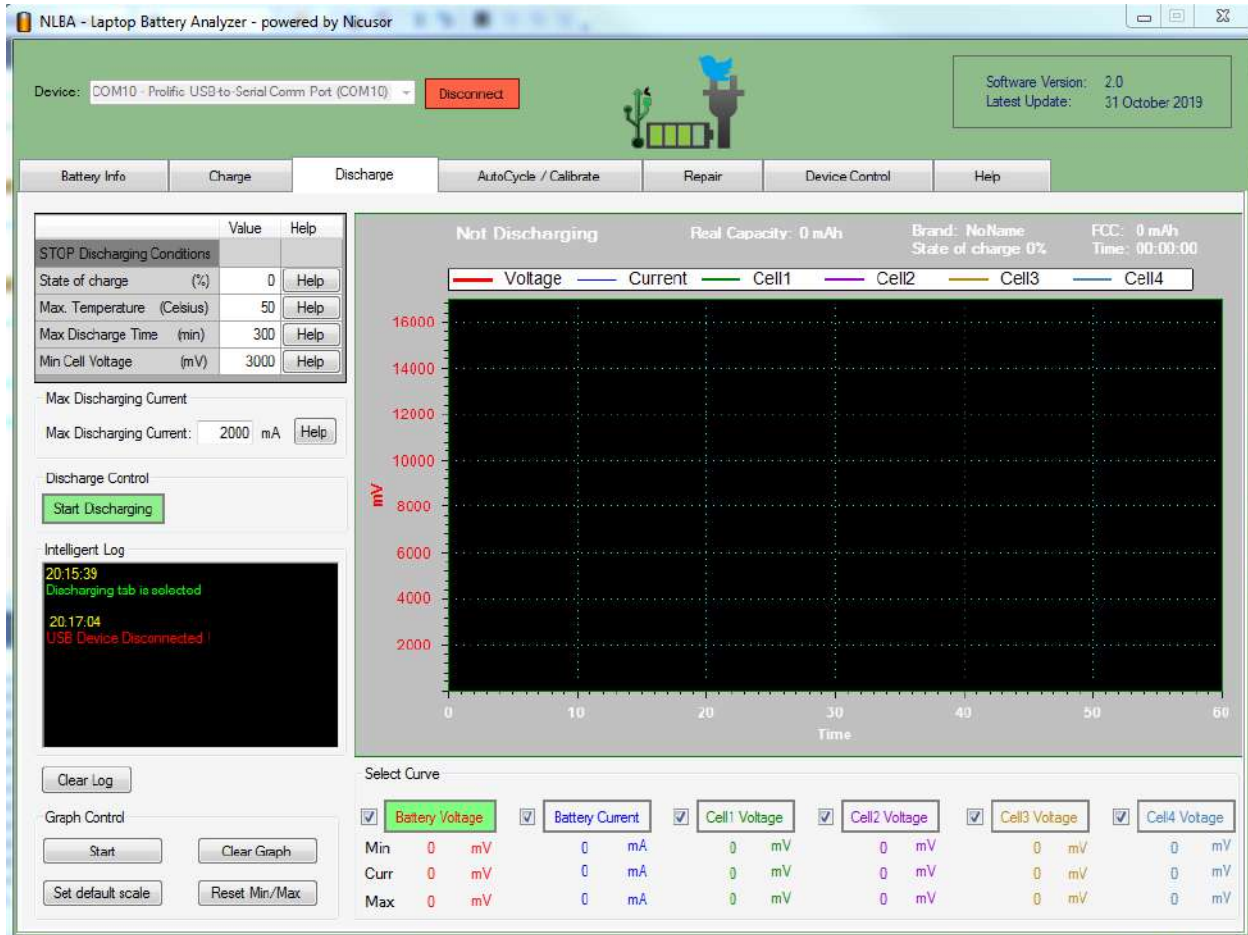 NLBA - Laptop Battery Analyzer - powered by Nicusor
Device: COM10 - Prolific USB-to-Serial Comm Port (COM10) Disconnect
Software Version: 2.0
Latest Update: 31 October 2019
Battery Info Charge Discharge AutoCycle / Calibrate Repair Device Control Help
Value Help
STOP Discharging Conditions
State of charge (%) 0 Help
Max. Temperature (Celsius) 50 Help
Max Discharge Time (min) 300 Help
Min Cell Voltage (mV) 3000 Help
Max Discharging Current
Max Discharging Current: 2000 mA Help
Discharge Control
Start Discharging
Intelligent Log
20:15:39
Discharging tab is selected
20:17:04
USB Device Disconnected !
Clear Log
Graph Control
Start Clear Graph
Set default scale Reset Min/Max
Not Discharging Real Capacity: 0 mAh Brand: NoName FCC: 0 mAh
State of charge 0% Time: 00:00:00
Voltage Current Cell1 Cell2 Cell3 Cell4
16000
14000
12000
10000
8000
6000
4000
2000
mV
0 10 20 30 40 50 60
Time
Select Curve
Battery Voltage Battery Current Cell1 Voltage Cell2 Voltage Cell3 Voltage Cell4 Votage
Min 0 mV 0 mA 0 mV 0 mV 0 mV 0 mV
Curr 0 mV 0 mA 0 mV 0 mV 0 mV 0 mV
Max 0 mV 0 mA 0 mV 0 mV 0 mV 0 mV